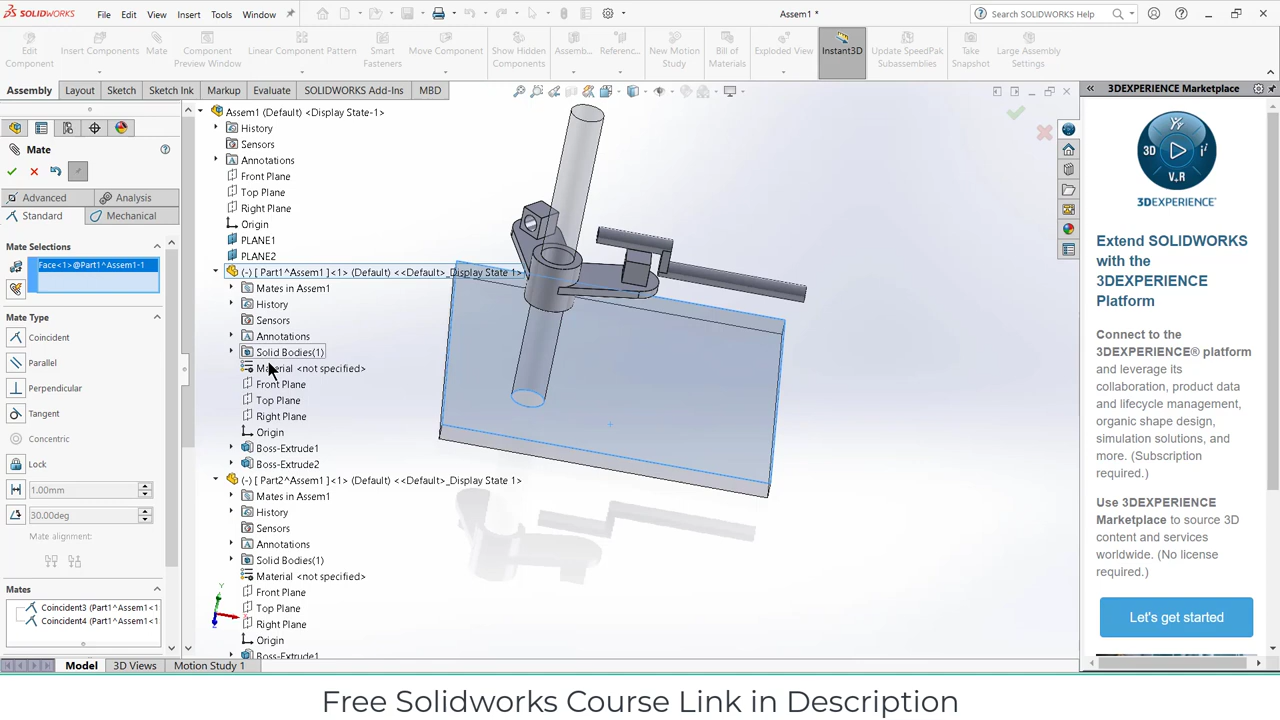 SOLIDWORKS
File Edit View Insert Tools Window
Assem1 *
Search SOLIDWORKS Help
Edit Component
Insert Components
Mate
Component Preview Window
Linear Component Pattern
Smart Fasteners
Move Component
Show Hidden Components
Assemb...
Referenc...
New Motion Study
Bill of Materials
Exploded View
Instant3D
Update SpeedPak Subassemblies
Take Snapshot
Large Assembly Settings
Assembly Layout Sketch Sketch Ink Markup Evaluate SOLIDWORKS Add-Ins MBD
Mate
Advanced Analysis
Standard Mechanical
Mate Selections
Face<1>@Part1^Assem1-1
Mate Type
Coincident
Parallel
Perpendicular
Tangent
Concentric
Lock
1.00mm
30.00deg
Mate alignment:
Mates
Coincident3 (Part1^Assem1<1
Coincident4 (Part1^Assem1<1
Assem1 (Default) <Display State-1>
History
Sensors
Annotations
Front Plane
Top Plane
Right Plane
Origin
PLANE1
PLANE2
(-) [ Part1^Assem1 ]<1> (Default) <<Default>_Display State 1>
Mates in Assem1
History
Sensors
Annotations
Solid Bodies(1)
Material <not specified>
Front Plane
Top Plane
Right Plane
Origin
Boss-Extrude1
Boss-Extrude2
(-) [ Part2^Assem1 ]<1> (Default) <<Default>_Display State 1>
Mates in Assem1
History
Sensors
Annotations
Solid Bodies(1)
Material <not specified>
Front Plane
Top Plane
Right Plane
Origin
Boss-Extrude1
3DEXPERIENCE Marketplace
3D
V,R
3DEXPERIENCE®
Extend SOLIDWORKS
with the
3DEXPERIENCE
Platform
Connect to the
3DEXPERIENCE® platform
and leverage its
collaboration, product data
and lifecycle management,
organic shape design,
simulation solutions, and
more. (Subscription
required.)
Use 3DEXPERIENCE
Marketplace to source 3D
content and services
worldwide. (No license
required.)
Let's get started
Model 3D Views Motion Study 1
Free Solidworks Course Link in Description